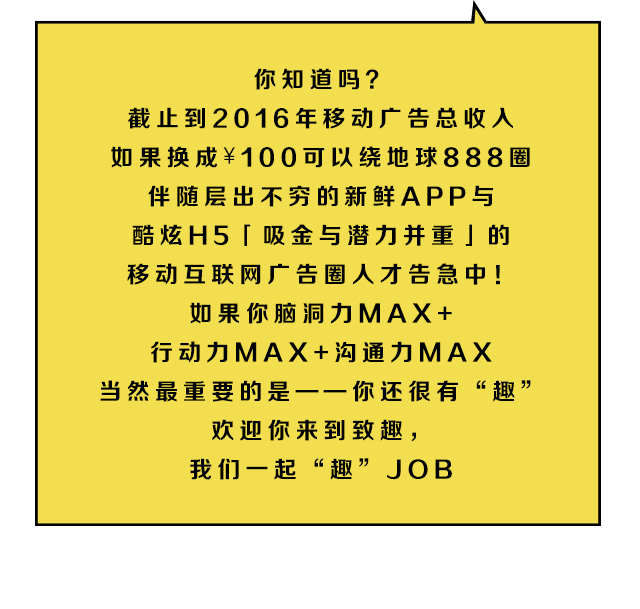 你知道吗？
截止到2016年移动广告总收入
如果换成¥100可以绕地球888圈
伴随层出不穷的新鲜APP与
酷炫H5「吸金与潜力并重」的
移动互联网广告圈人才告急中！
如果你脑洞力MAX+
行动力MAX+沟通力MAX
当然最重要的是——你还很有“趣”
欢迎你来到致趣，
我们一起“趣”JOB